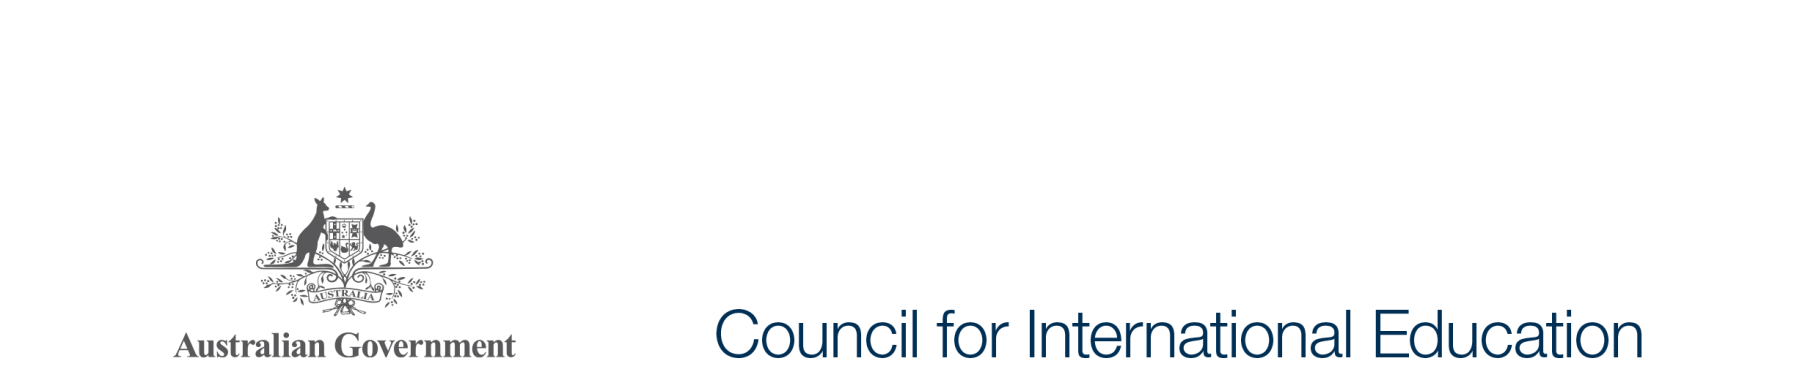 AUSTRALIA
Australian Government
Council for International Education